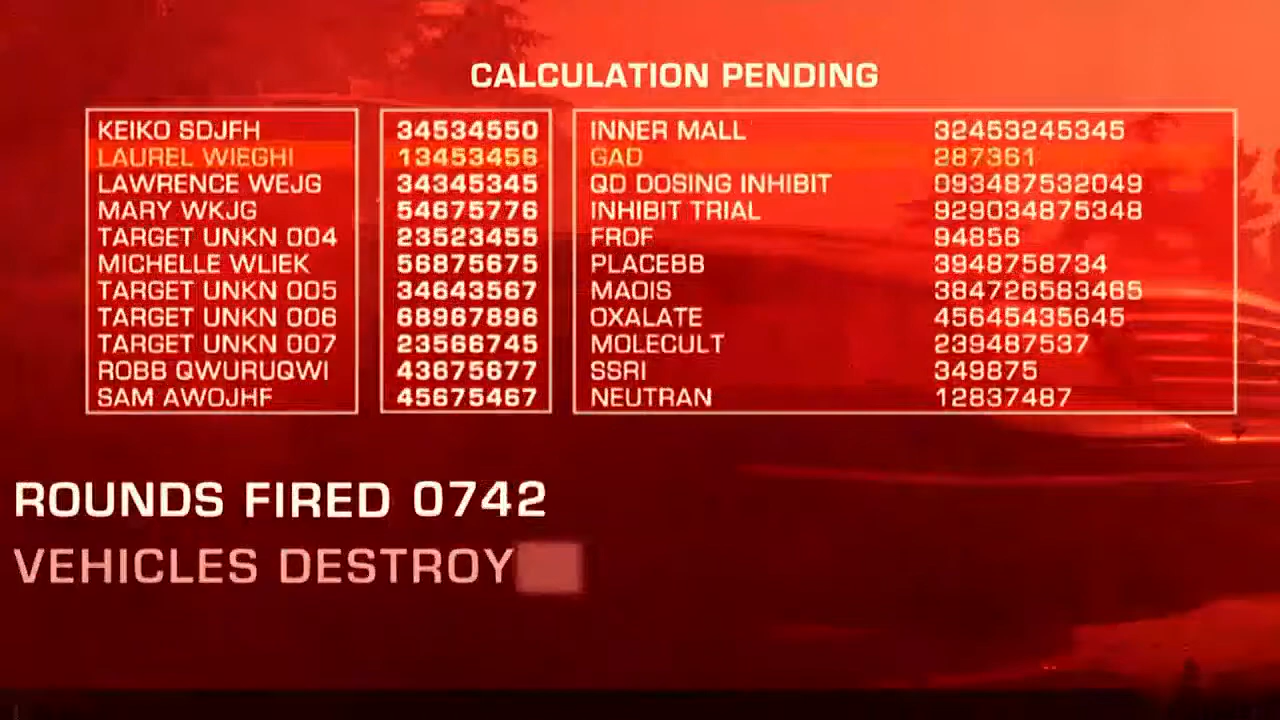 CALCULATION PENDING
KEIKO SDJFH 34534550 INNER MALL 32453245345
LAUREL WIEGHI 13453456 GAD 287361
LAWRENCE WEJG 34345345 QD DOSING INHIBIT 093487532049
MARY WKJG 54675776 INHIBIT TRIAL 929034875348
TARGET UNKN 004 23523455 FROF 94856
MICHELLE WLIEK 56875675 PLACEBB 3948758734
TARGET UNKN 005 34643567 MAOIS 384726583465
TARGET UNKN 006 68967896 OXALATE 45645435645
TARGET UNKN 007 23566745 MOLECULT 239487537
ROBB QWURUQWI 43675677 SSRI 349875
SAM AWOJHF 45675467 NEUTRAN 12837487
ROUNDS FIRED 0742
VEHICLES DESTROY